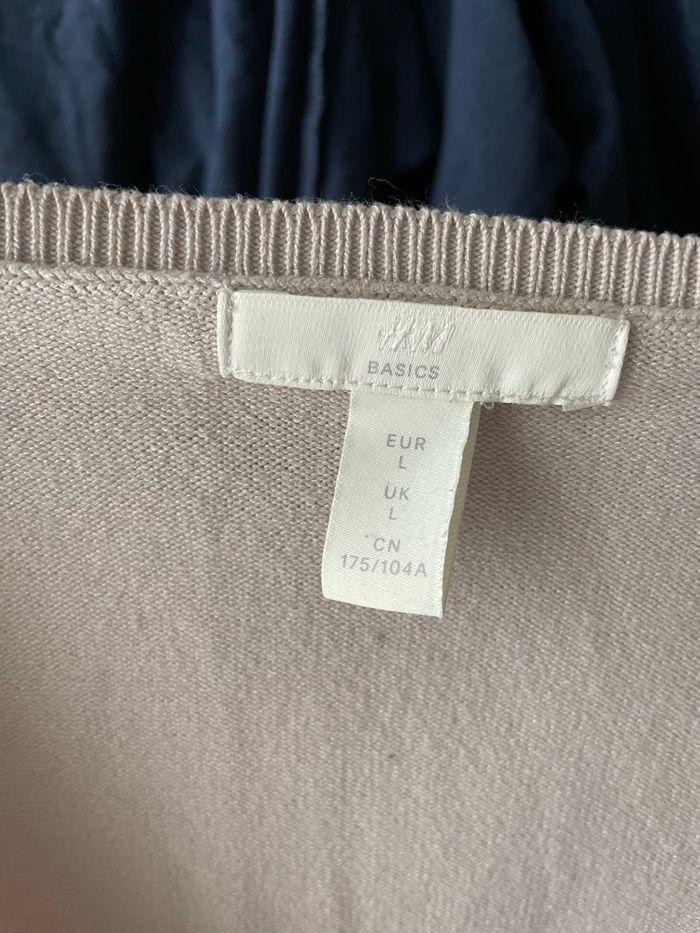 H&M
BASICS
EUR
L
UK
L
CN
175/104A